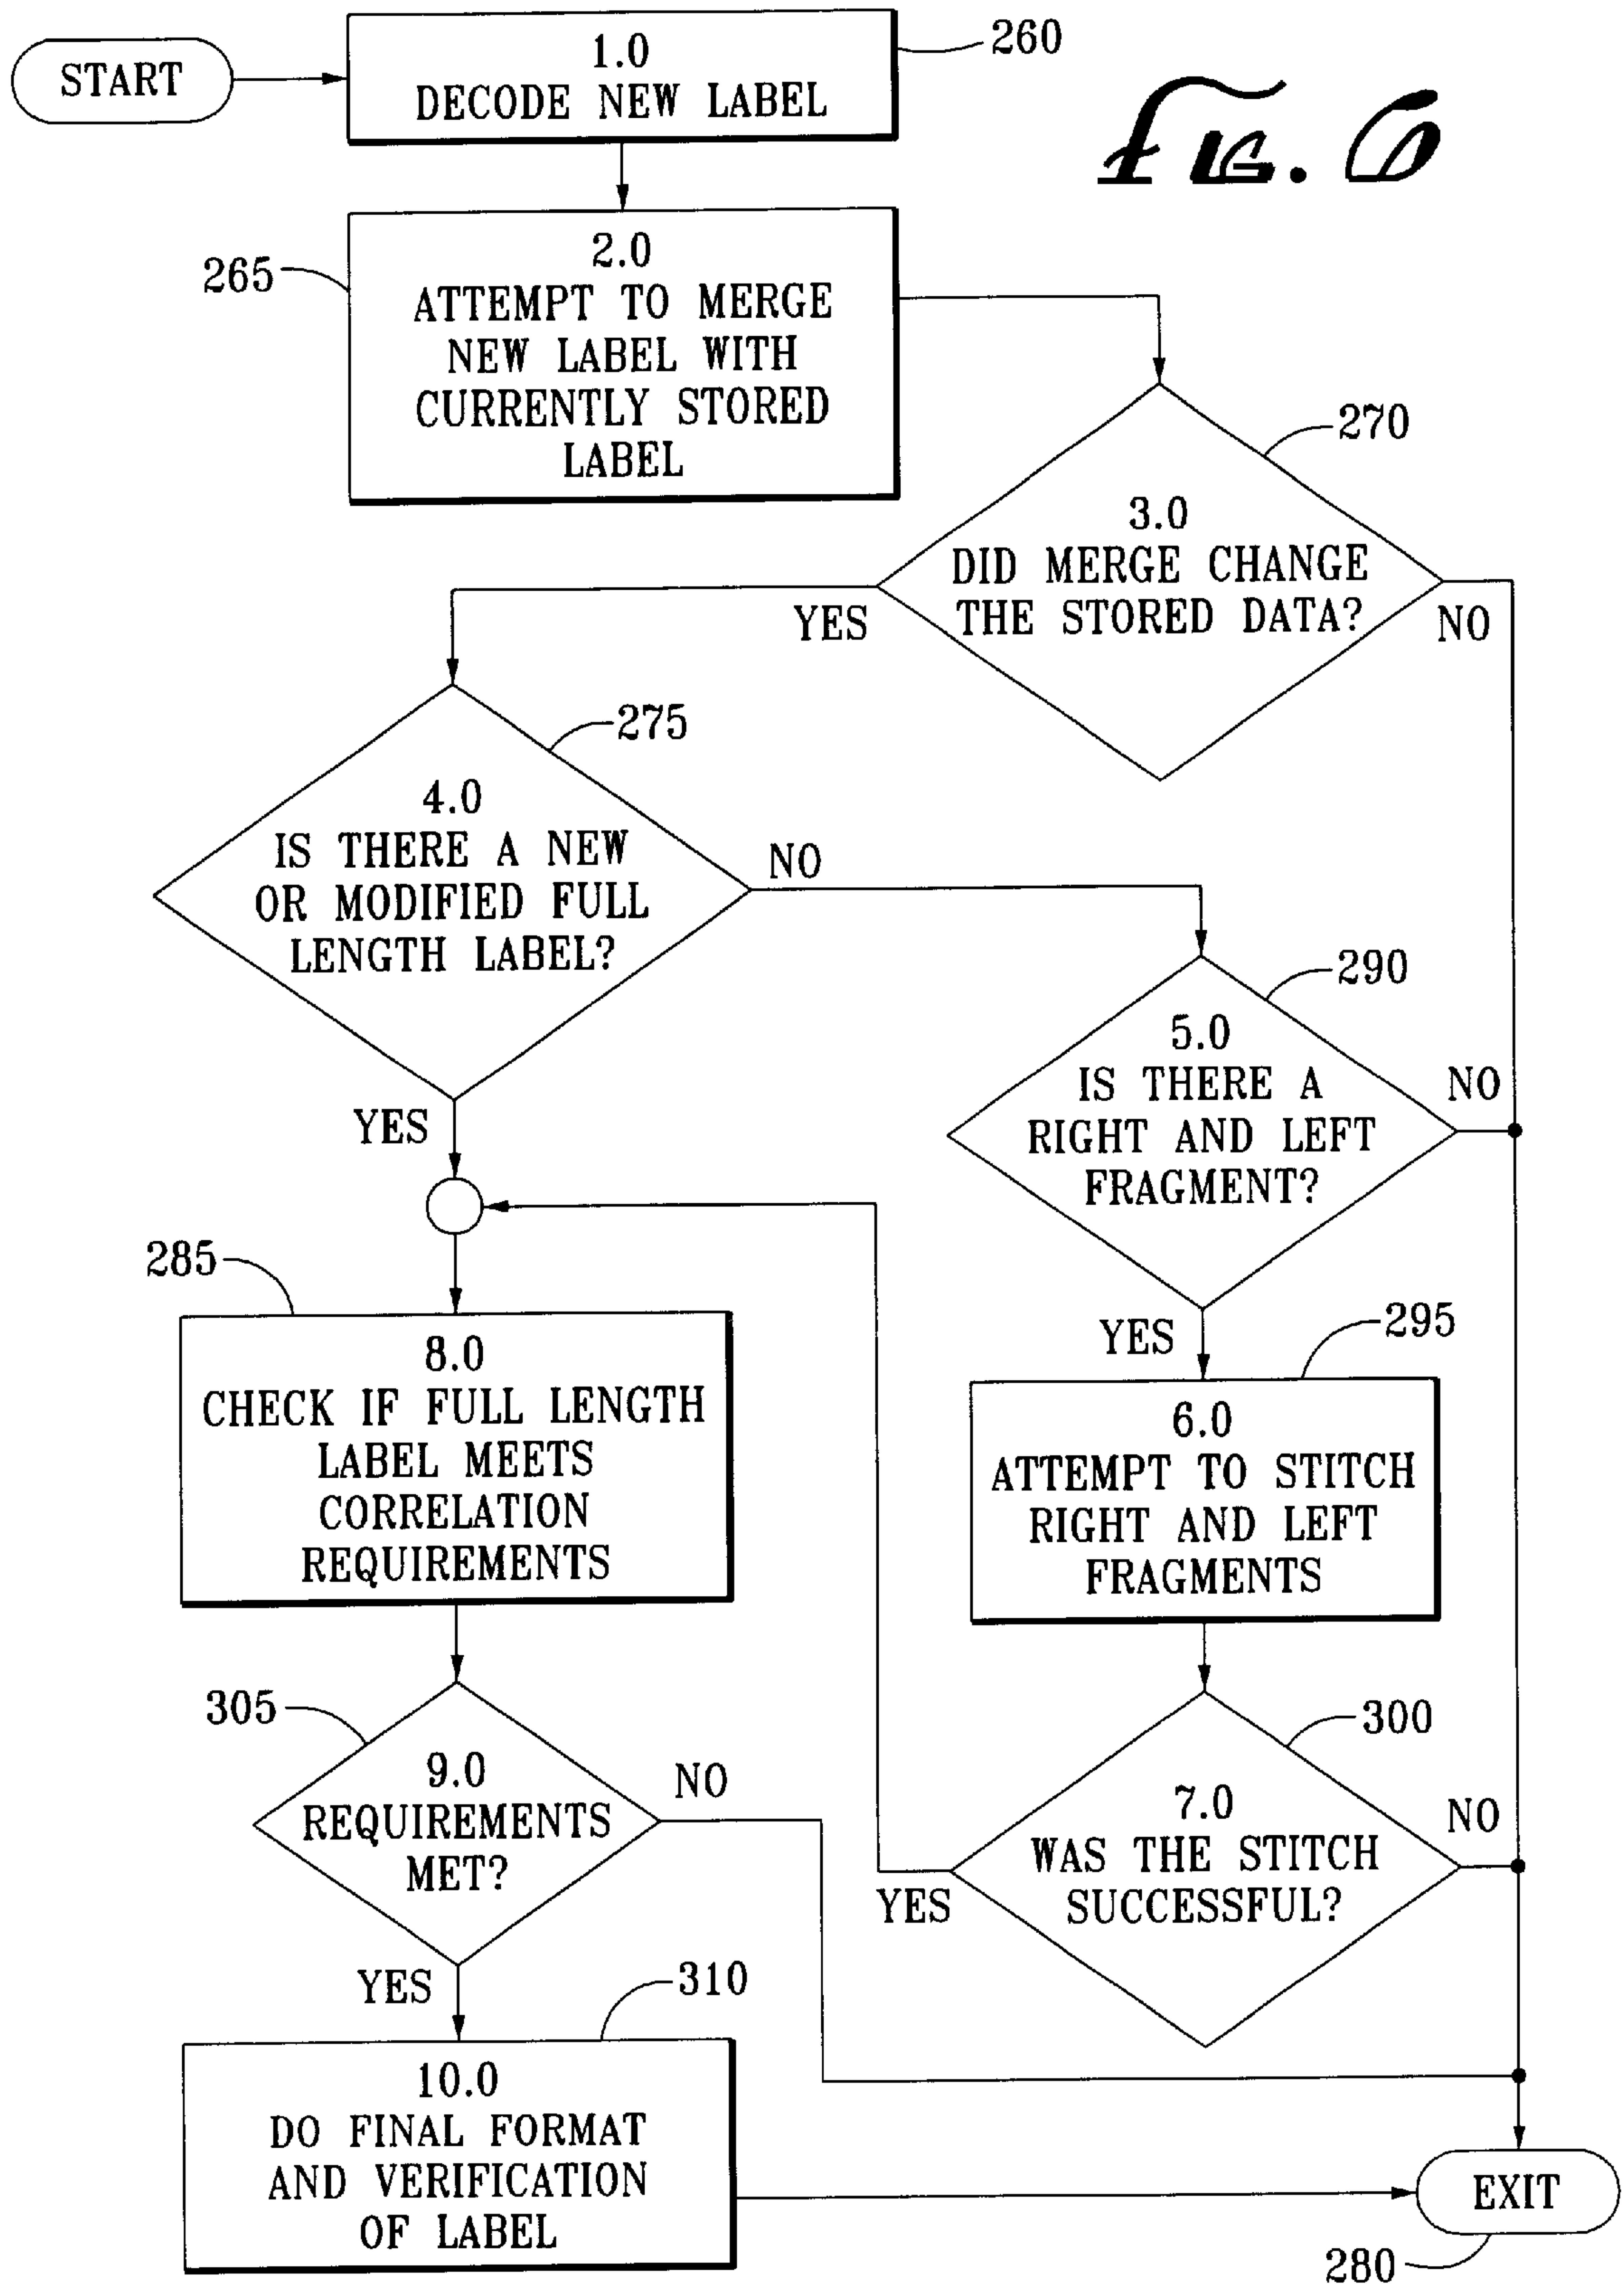 START
1.0
DECODE NEW LABEL
260
FIG. 6
265
2.0
ATTEMPT TO MERGE
NEW LABEL WITH
CURRENTLY STORED
LABEL
270
3.0
DID MERGE CHANGE
THE STORED DATA?
YES
NO
275
4.0
IS THERE A NEW
OR MODIFIED FULL
LENGTH LABEL?
NO
YES
290
5.0
IS THERE A
RIGHT AND LEFT
FRAGMENT?
NO
YES
285
8.0
CHECK IF FULL LENGTH
LABEL MEETS
CORRELATION
REQUIREMENTS
295
6.0
ATTEMPT TO STITCH
RIGHT AND LEFT
FRAGMENTS
305
9.0
REQUIREMENTS
MET?
NO
YES
300
7.0
WAS THE STITCH
SUCCESSFUL?
NO
YES
310
10.0
DO FINAL FORMAT
AND VERIFICATION
OF LABEL
EXIT
280